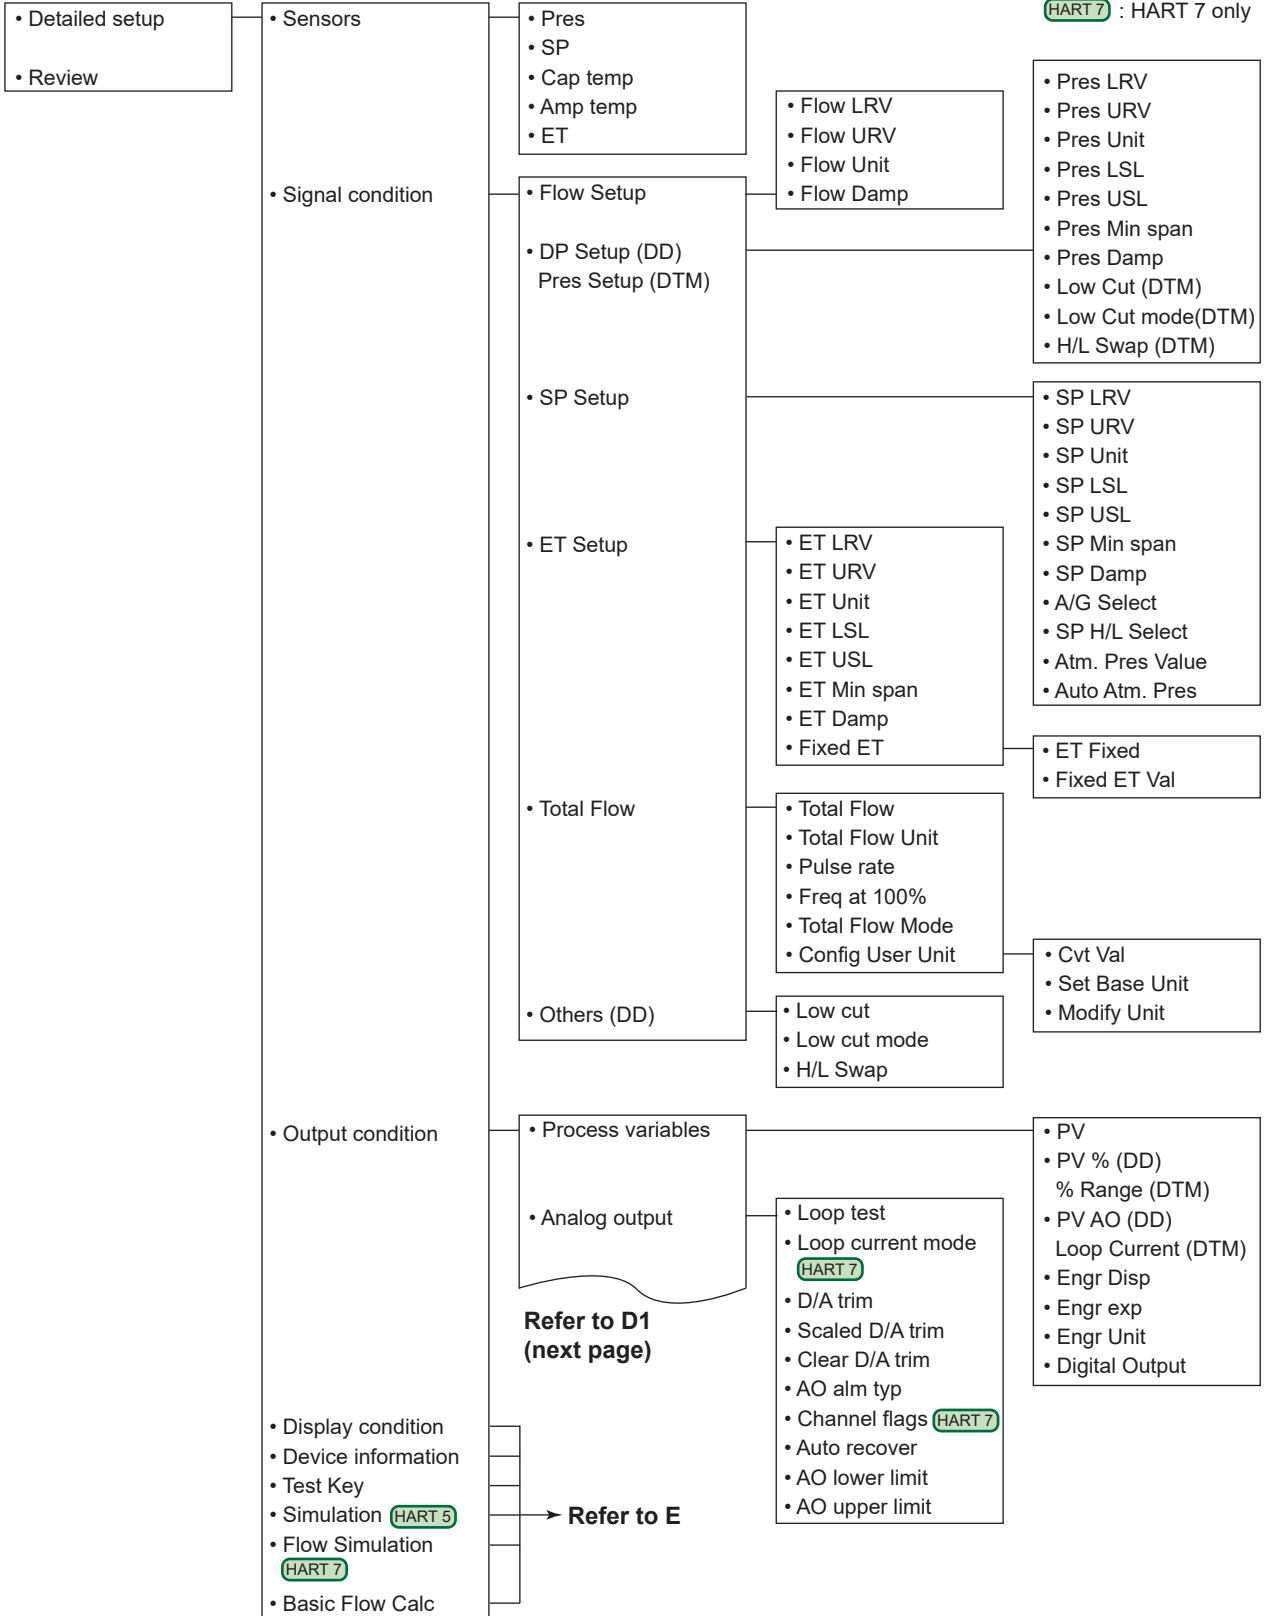 HART 7 : HART 7 only
• Detailed setup
• Review
• Sensors
• Pres
• SP
• Cap temp
• Amp temp
• ET
• Signal condition
• Flow Setup
• Flow LRV
• Flow URV
• Flow Unit
• Flow Damp
• DP Setup (DD)
Pres Setup (DTM)
• Pres LRV
• Pres URV
• Pres Unit
• Pres LSL
• Pres USL
• Pres Min span
• Pres Damp
• Low Cut (DTM)
• Low Cut mode(DTM)
• H/L Swap (DTM)
• SP Setup
• SP LRV
• SP URV
• SP Unit
• SP LSL
• SP USL
• SP Min span
• SP Damp
• A/G Select
• SP H/L Select
• Atm. Pres Value
• Auto Atm. Pres
• ET Setup
• ET LRV
• ET URV
• ET Unit
• ET LSL
• ET USL
• ET Min span
• ET Damp
• Fixed ET
• ET Fixed
• Fixed ET Val
• Total Flow
• Total Flow
• Total Flow Unit
• Pulse rate
• Freq at 100%
• Total Flow Mode
• Config User Unit
• Cvt Val
• Set Base Unit
• Modify Unit
• Others (DD)
• Low cut
• Low cut mode
• H/L Swap
• Output condition
• Process variables
• PV
• PV % (DD)
% Range (DTM)
• PV AO (DD)
Loop Current (DTM)
• Engr Disp
• Engr exp
• Engr Unit
• Digital Output
• Analog output
• Loop test
• Loop current mode
HART 7
• D/A trim
• Scaled D/A trim
• Clear D/A trim
• AO alm typ
• Channel flags HART 7
• Auto recover
• AO lower limit
• AO upper limit
Refer to D1
(next page)
• Display condition
• Device information
• Test Key
• Simulation HART 5
• Flow Simulation
HART 7
• Basic Flow Calc
Refer to E